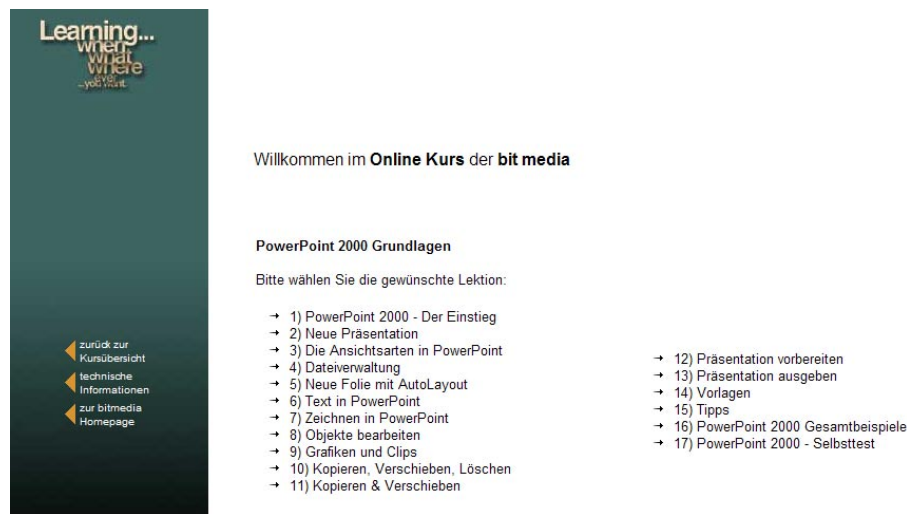 Learning...
when
what
where
ever
...you want.
Willkommen im Online Kurs der bit media
PowerPoint 2000 Grundlagen
Bitte wählen Sie die gewünschte Lektion:
➝ 1) PowerPoint 2000 - Der Einstieg
➝ 2) Neue Präsentation
➝ 3) Die Ansichtsarten in PowerPoint
➝ 4) Dateiverwaltung
➝ 5) Neue Folie mit AutoLayout
➝ 6) Text in PowerPoint
➝ 7) Zeichnen in PowerPoint
➝ 8) Objekte bearbeiten
➝ 9) Grafiken und Clips
➝ 10) Kopieren, Verschieben, Löschen
➝ 11) Kopieren & Verschieben
➝ 12) Präsentation vorbereiten
➝ 13) Präsentation ausgeben
➝ 14) Vorlagen
➝ 15) Tipps
➝ 16) PowerPoint 2000 Gesamtbeispiele
➝ 17) PowerPoint 2000 - Selbsttest
zurück zur
Kursübersicht
technische
Informationen
zur bitmedia
Homepage